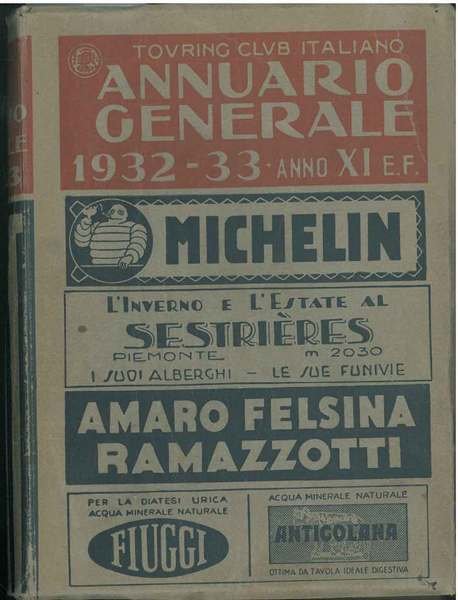 TOVRING CLVB ITALIANO
ANNUARIO
GENERALE
1932-33·ANNO XI E.F.
MICHELIN
L'INVERNO E L'ESTATE AL
SESTRIÈRES
PIEMONTE m 2030
I SUOI ALBERGHI - LE SUE FUNIVIE
AMARO FELSINA
RAMAZZOTTI
PER LA DIATESI URICA
ACQUA MINERALE NATURALE
FIUGGI
ACQUA MINERALE NATURALE
ANTICOLANA
OTTIMA DA TAVOLA IDEALE DIGESTIVA